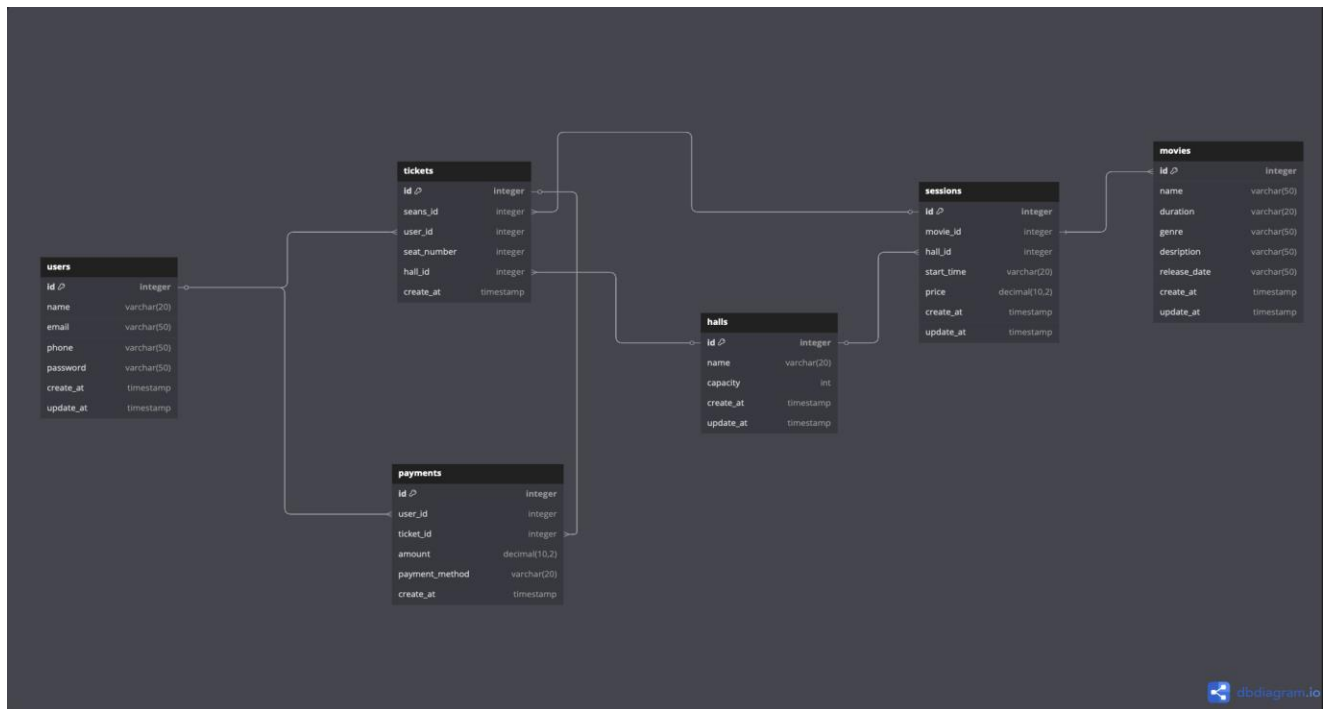 users
id integer
name varchar(20)
email varchar(50)
phone varchar(50)
password varchar(50)
create_at timestamp
update_at timestamp
tickets
id integer
seans_id integer
user_id integer
seat_number integer
hall_id integer
create_at timestamp
payments
id integer
user_id integer
ticket_id integer
amount decimal(10,2)
payment_method varchar(20)
create_at timestamp
halls
id integer
name varchar(20)
capacity int
create_at timestamp
update_at timestamp
sessions
id integer
movie_id integer
hall_id integer
start_time varchar(20)
price decimal(10,2)
create_at timestamp
update_at timestamp
movies
id integer
name varchar(50)
duration varchar(20)
genre varchar(50)
desription varchar(50)
release_date varchar(50)
create_at timestamp
update_at timestamp
dbdiagram.io